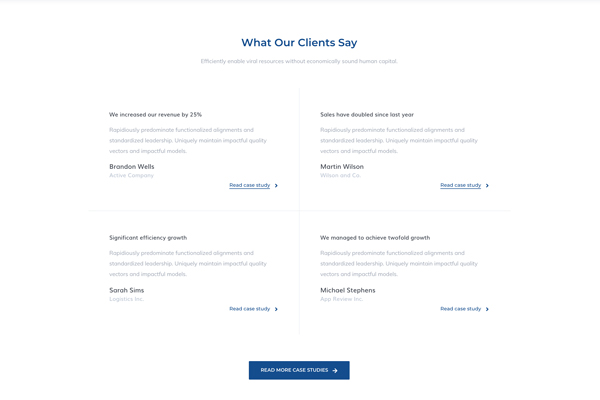 What Our Clients Say
Efficiently enable viral resources without economically sound human capital.
We increased our revenue by 25%
Rapidiously predominate functionalized alignments and
standardized leadership. Uniquely maintain impactful quality
vectors and impactful models.
Brandon Wells
Active Company
Read case study
Sales have doubled since last year
Rapidiously predominate functionalized alignments and
standardized leadership. Uniquely maintain impactful quality
vectors and impactful models.
Martin Wilson
Wilson and Co.
Read case study
Significant efficiency growth
Rapidiously predominate functionalized alignments and
standardized leadership. Uniquely maintain impactful quality
vectors and impactful models.
Sarah Sims
Logistics Inc.
Read case study
We managed to achieve twofold growth
Rapidiously predominate functionalized alignments and
standardized leadership. Uniquely maintain impactful quality
vectors and impactful models.
Michael Stephens
App Review Inc.
Read case study
READ MORE CASE STUDIES